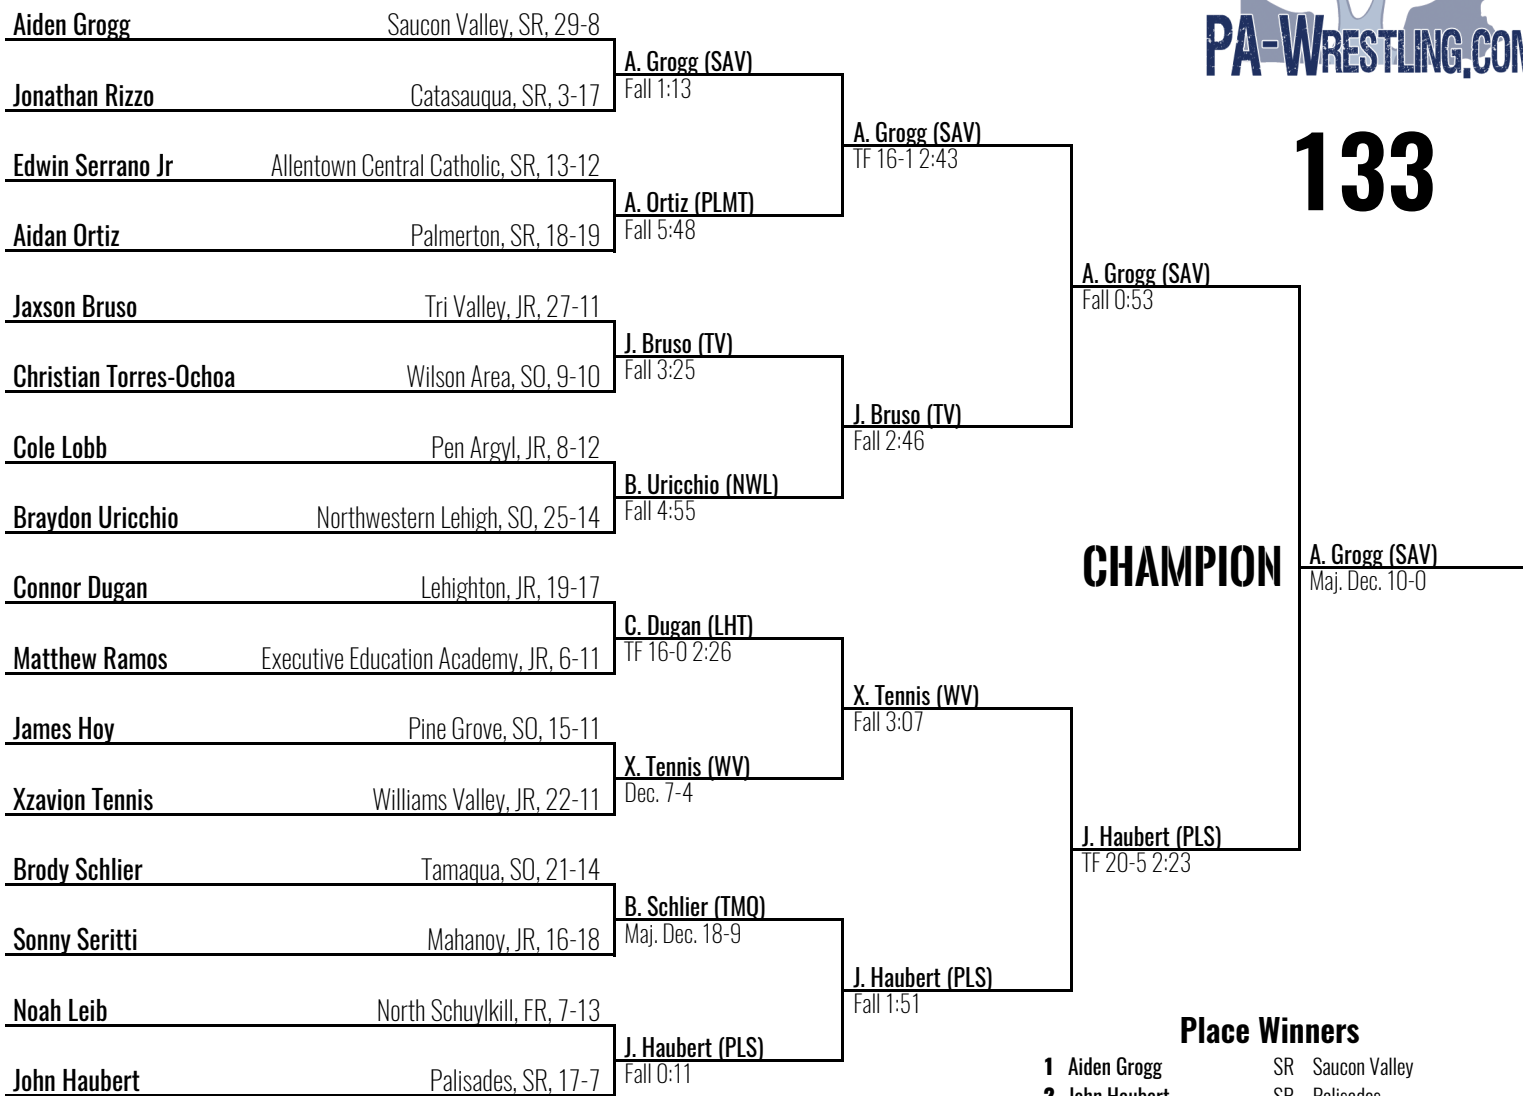 Aiden Grogg Saucon Valley, SR, 29-8
Jonathan Rizzo Catasauqua, SR, 3-17
Edwin Serrano Jr Allentown Central Catholic, SR, 13-12
Aidan Ortiz Palmerton, SR, 18-19
Jaxson Bruso Tri Valley, JR, 27-11
Christian Torres-Ochoa Wilson Area, SO, 9-10
Cole Lobb Pen Argyl, JR, 8-12
Braydon Uricchio Northwestern Lehigh, SO, 25-14
Connor Dugan Lehighton, JR, 19-17
Matthew Ramos Executive Education Academy, JR, 6-11
James Hoy Pine Grove, SO, 15-11
Xzavion Tennis Williams Valley, JR, 22-11
Brody Schlier Tamaqua, SO, 21-14
Sonny Seritti Mahanoy, JR, 16-18
Noah Leib North Schuylkill, FR, 7-13
John Haubert Palisades, SR, 17-7
A. Grogg (SAV)
Fall 1:13
A. Ortiz (PLMT)
Fall 5:48
J. Bruso (TV)
Fall 3:25
B. Uricchio (NWL)
Fall 4:55
C. Dugan (LHT)
TF 16-0 2:26
X. Tennis (WV)
Dec. 7-4
B. Schlier (TMQ)
Maj. Dec. 18-9
J. Haubert (PLS)
Fall 0:11
A. Grogg (SAV)
TF 16-1 2:43
J. Bruso (TV)
Fall 2:46
X. Tennis (WV)
Fall 3:07
J. Haubert (PLS)
Fall 1:51
A. Grogg (SAV)
Fall 0:53
J. Haubert (PLS)
TF 20-5 2:23
CHAMPION
A. Grogg (SAV)
Maj. Dec. 10-0
PA-WRESTLING.COM
133
Place Winners
1 Aiden Grogg SR Saucon Valley
2 John Haubert SR Palisades